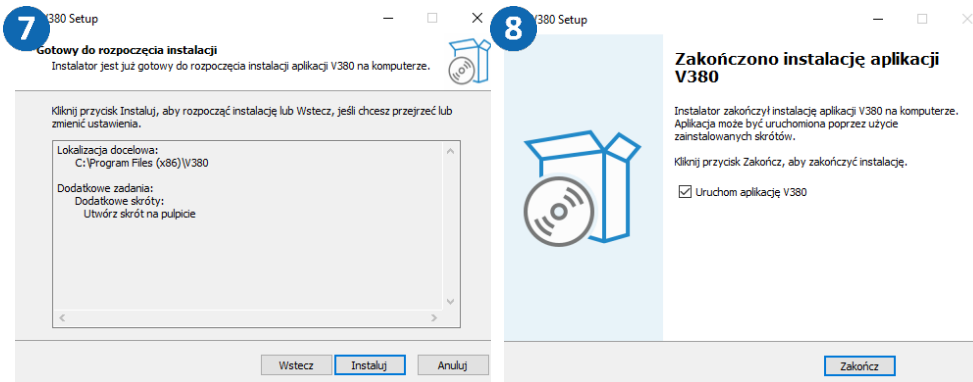 7
V380 Setup
Gotowy do rozpoczęcia instalacji
Instalator jest już gotowy do rozpoczęcia instalacji aplikacji V380 na komputerze.
Kliknij przycisk Instaluj, aby rozpocząć instalację lub Wstecz, jeśli chcesz przejrzeć lub
zmienić ustawienia.
Lokalizacja docelowa:
C:\Program Files (x86)\V380
Dodatkowe zadania:
Dodatkowe skróty:
Utwórz skrót na pulpicie
Wstecz
Instaluj
Anuluj
8
V380 Setup
Zakończono instalację aplikacji
V380
Instalator zakończył instalację aplikacji V380 na komputerze.
Aplikacja może być uruchomiona poprzez użycie
zainstalowanych skrótów.
Kliknij przycisk Zakończ, aby zakończyć instalację.
Uruchom aplikację V380
Zakończ